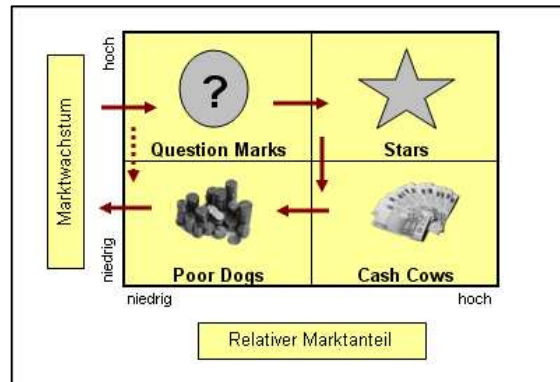 hoch
?
Question Marks
Stars
Marktwachstum
Poor Dogs
Cash Cows
niedrig
niedrig
hoch
Relativer Marktanteil